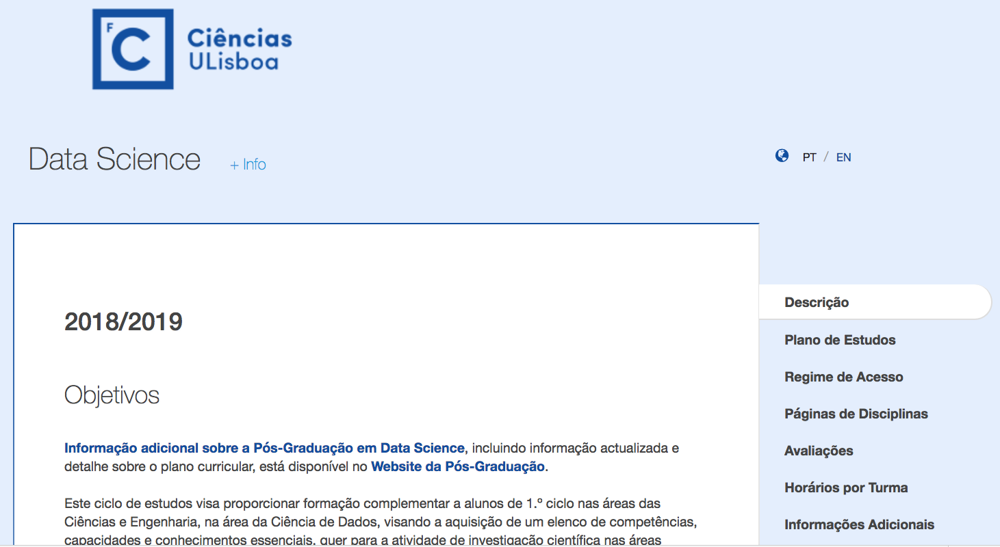 F
C
Ciências
ULisboa
Data Science + Info
PT / EN
2018/2019
Objetivos
Informação adicional sobre a Pós-Graduação em Data Science, incluindo informação actualizada e
detalhe sobre o plano curricular, está disponível no Website da Pós-Graduação.
Este ciclo de estudos visa proporcionar formação complementar a alunos de 1.º ciclo nas áreas das
Ciências e Engenharia, na área da Ciência de Dados, visando a aquisição de um elenco de competências,
capacidades e conhecimentos essenciais, quer para a atividade de investigação científica nas áreas
Descrição
Plano de Estudos
Regime de Acesso
Páginas de Disciplinas
Avaliações
Horários por Turma
Informações Adicionais